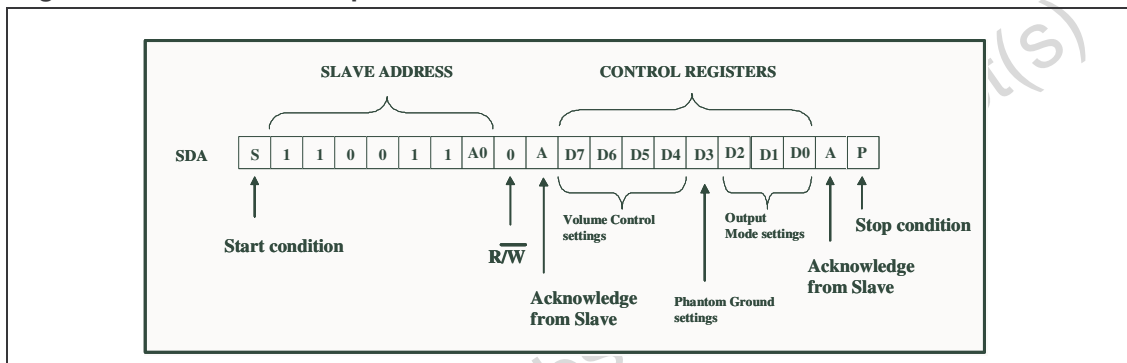 SLAVE ADDRESS CONTROL REGISTERS
SDA S 1 1 0 0 1 1 A0 0 A D7 D6 D5 D4 D3 D2 D1 D0 A P
Volume Control
settings
Output
Mode settings
Start condition
R/W
Stop condition
Acknowledge
from Slave
Phantom Ground
settings
Acknowledge
from Slave